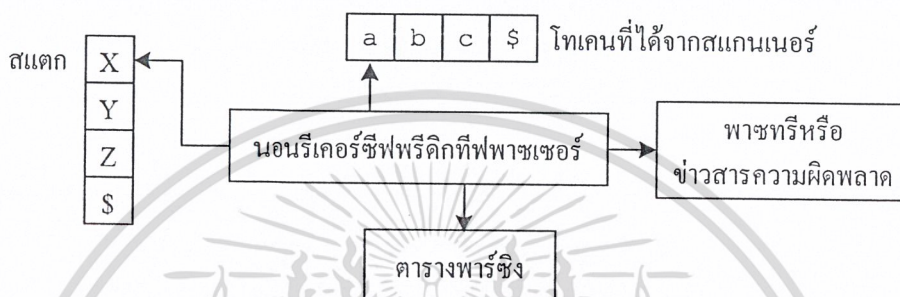 a b c $ โทเคนที่ได้จากสแกนเนอร์
สแตก
X
Y
Z
$
นอนรีเคอร์ซีฟพรีดิกทีฟพาซเซอร์
พาซทรีหรือ
ข่าวสารความผิดพลาด
ตารางพาร์ซิง